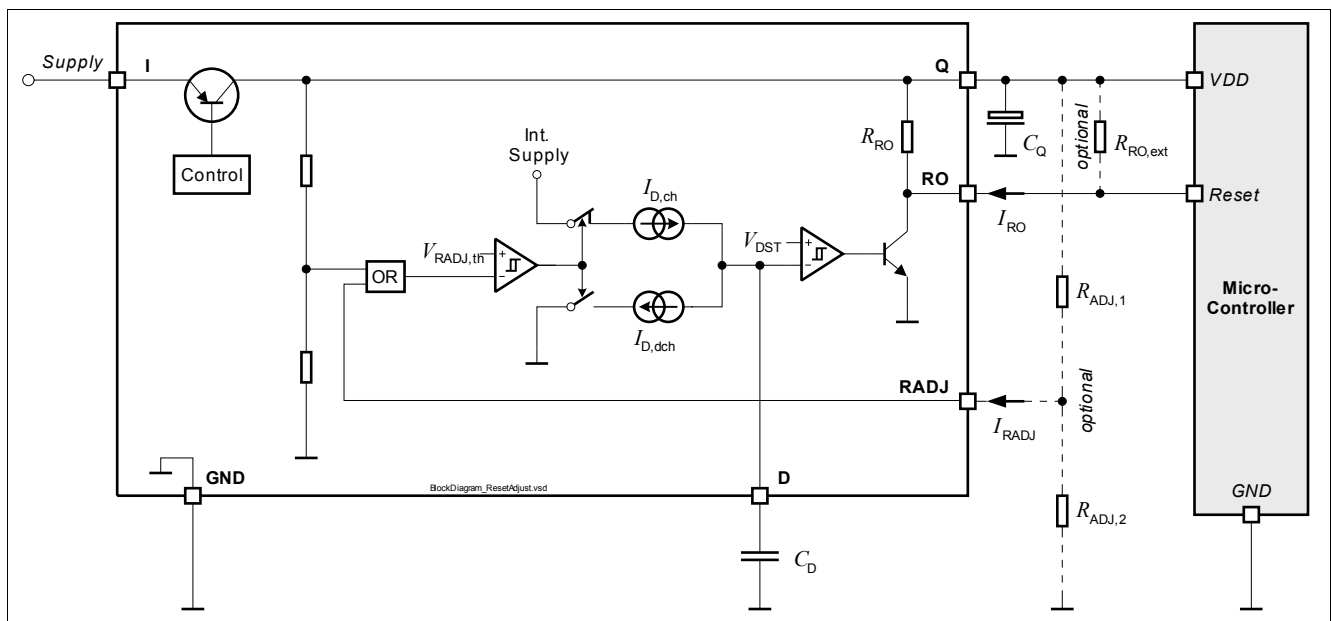 Supply
I
Q
VDD
Int.
Supply
Control
R_RO
C_Q
optional
R_RO,ext
RO
Reset
I_D,ch
I_RO
V_RADJ,th
+
-
V_DST
+
-
OR
I_D,dch
R_ADJ,1
Micro-
Controller
RADJ
I_RADJ
optional
GND
D
BlockDiagram_ResetAdjust.vsd
GND
R_ADJ,2
C_D